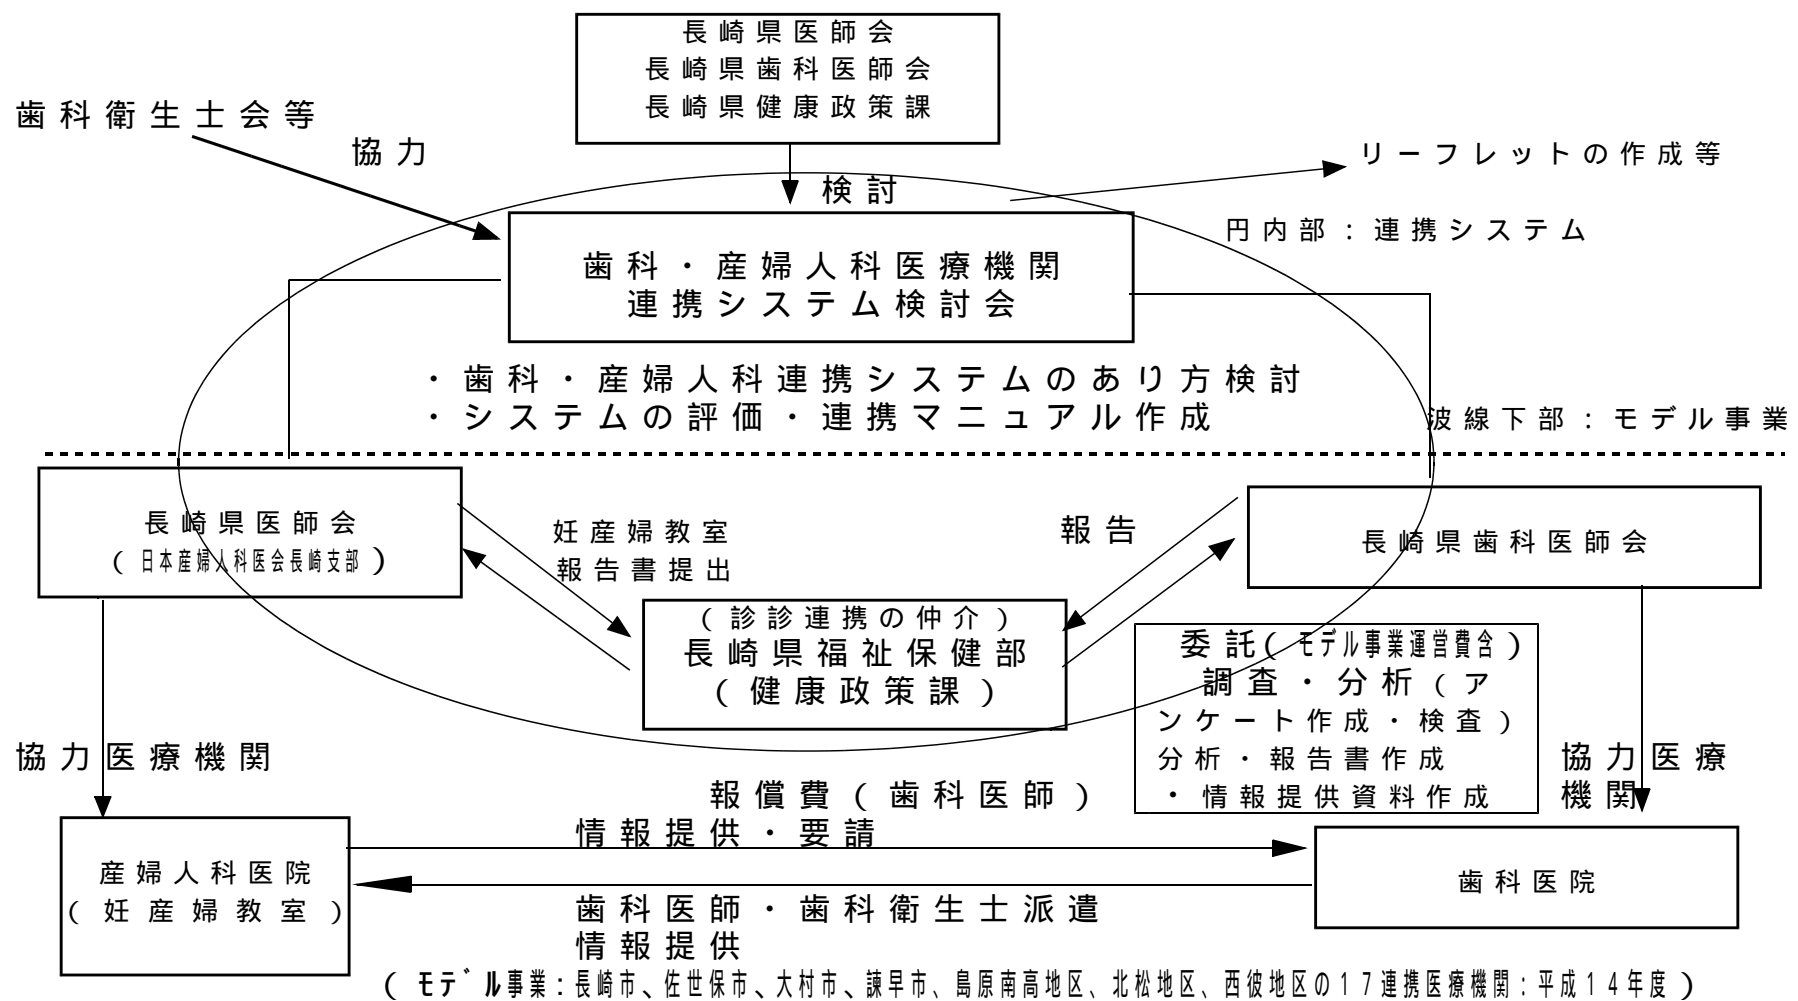 長崎県医師会
長崎県歯科医師会
長崎県健康政策課
歯科衛生士会等
協力
リーフレットの作成等
検討
円内部：連携システム
歯科・産婦人科医療機関
連携システム検討会
・歯科・産婦人科連携システムのあり方検討
・システムの評価・連携マニュアル作成
波線下部：モデル事業
長崎県医師会
（日本産婦人科医会長崎支部）
妊産婦教室
報告書提出
報告
長崎県歯科医師会
（診診連携の仲介）
長崎県福祉保健部
（健康政策課）
委託（モデル事業運営費含）
調査・分析（ア
ンケート作成・検査）
分析・報告書作成
・情報提供資料作成
協力医療機関
協力医療
機関
報償費（歯科医師）
情報提供・要請
産婦人科医院
（妊産婦教室）
歯科医院
歯科医師・歯科衛生士派遣
情報提供
（モデル事業：長崎市、佐世保市、大村市、諫早市、島原南高地区、北松地区、西彼地区の１７連携医療機関：平成１４年度）